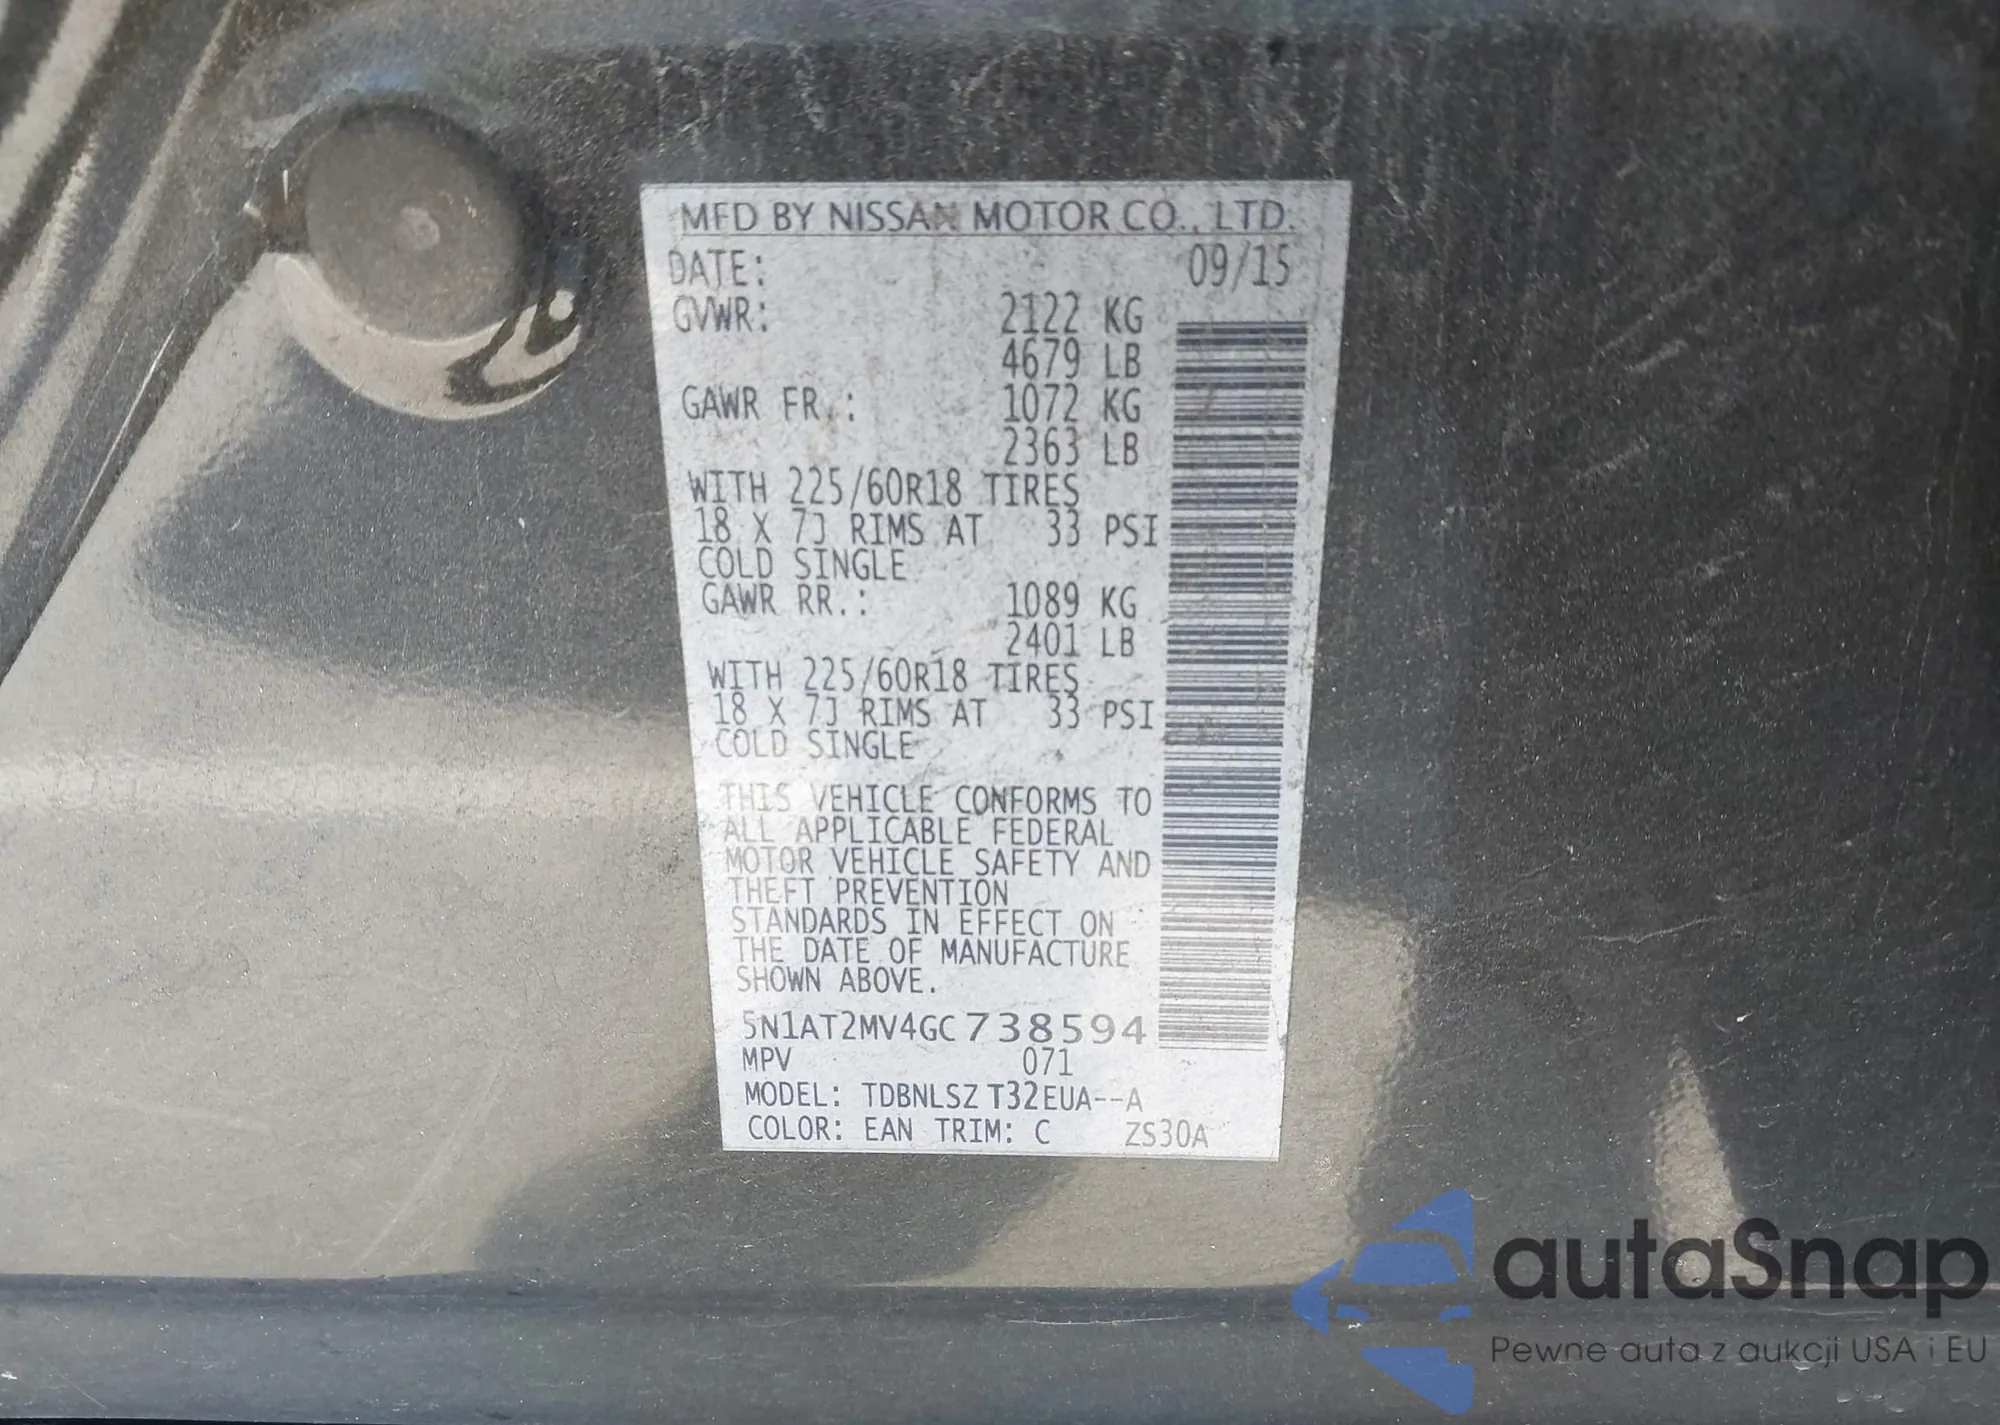 MFD BY NISSAN MOTOR CO., LTD.
DATE: 09/15
GVWR: 2122 KG
4679 LB
GAWR FR.: 1072 KG
2363 LB
WITH 225/60R18 TIRES
18 X 7J RIMS AT 33 PSI
COLD SINGLE
GAWR RR.: 1089 KG
2401 LB
WITH 225/60R18 TIRES
18 X 7J RIMS AT 33 PSI
COLD SINGLE
THIS VEHICLE CONFORMS TO
ALL APPLICABLE FEDERAL
MOTOR VEHICLE SAFETY AND
THEFT PREVENTION
STANDARDS IN EFFECT ON
THE DATE OF MANUFACTURE
SHOWN ABOVE.
5N1AT2MV4GC738594
MPV 071
MODEL: TDBNLSZ T32EUA--A
COLOR: EAN TRIM: C ZS30A
autaSnap
Pewne auta z aukcji USA i EU